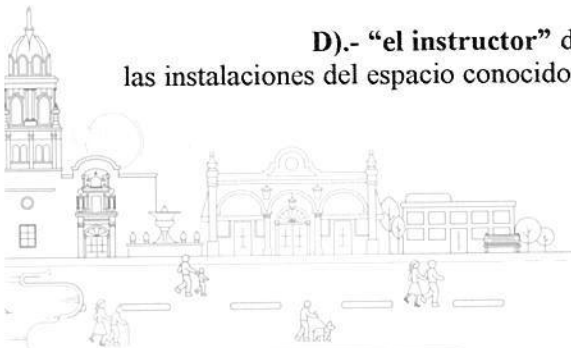 D).- “el instructor”
las instalaciones del espacio conocido